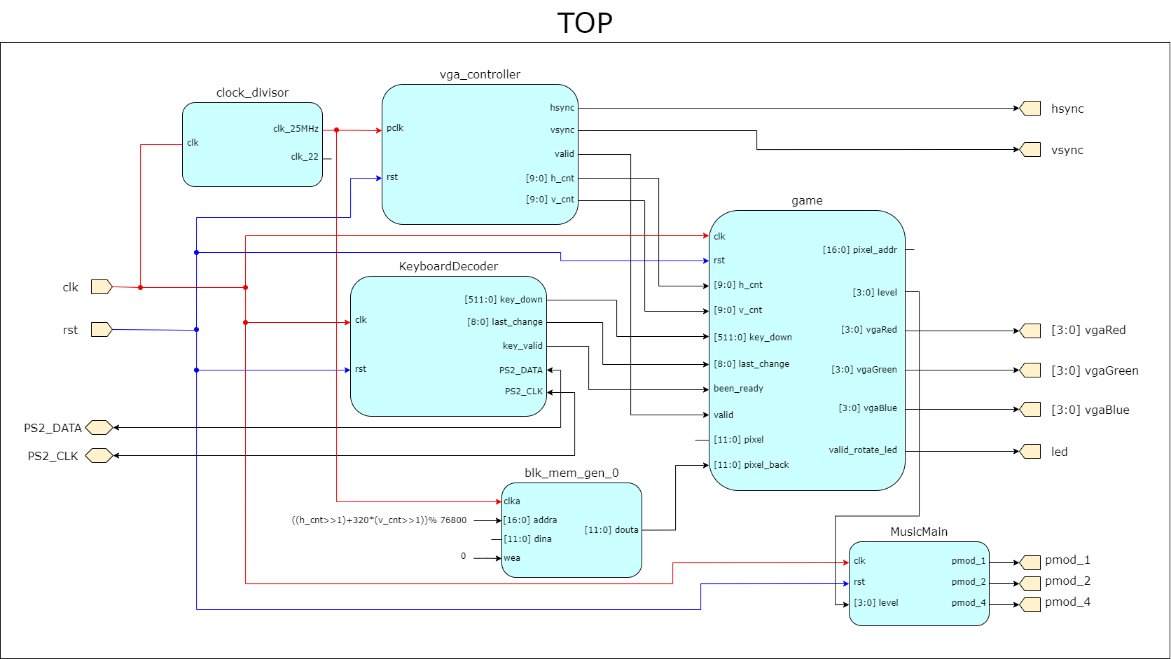 TOP
vga_controller
clock_divisor
clk
clk_25MHz
clk_22
pclk
rst
hsync
vsync
valid
[9:0] h_cnt
[9:0] v_cnt
hsync
vsync
game
clk
rst
[9:0] h_cnt
[9:0] v_cnt
[511:0] key_down
[8:0] last_change
been_ready
valid
[11:0] pixel
[11:0] pixel_back
[16:0] pixel_addr
[3:0] level
[3:0] vgaRed
[3:0] vgaGreen
[3:0] vgaBlue
valid_rotate_led
clk
rst
KeyboardDecoder
clk
rst
[511:0] key_down
[8:0] last_change
key_valid
PS2_DATA
PS2_CLK
[3:0] vgaRed
[3:0] vgaGreen
[3:0] vgaBlue
led
PS2_DATA
PS2_CLK
blk_mem_gen_0
clka
((h_cnt>>1)+320*(v_cnt>>1))% 76800
[16:0] addra
[11:0] dina
0
wea
[11:0] douta
MusicMain
clk
rst
[3:0] level
pmod_1
pmod_2
pmod_4
pmod_1
pmod_2
pmod_4